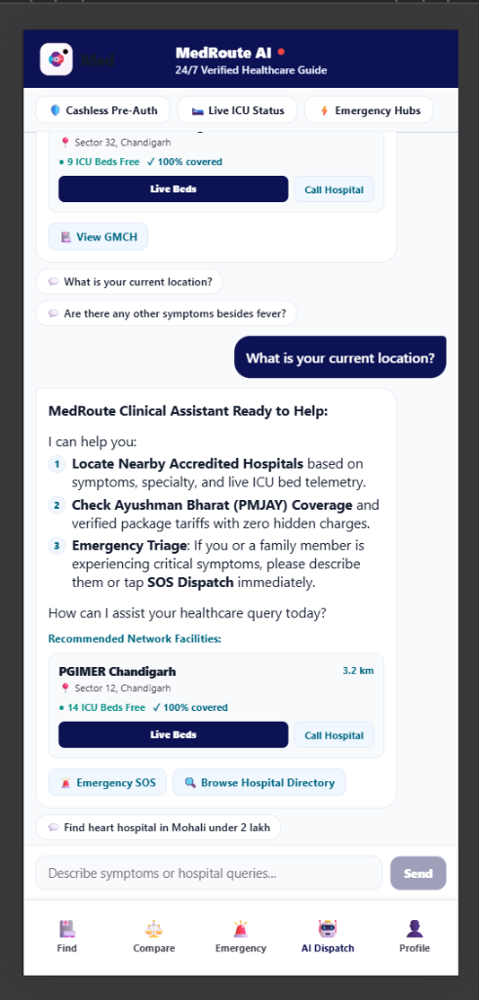 Med
MedRoute AI
24/7 Verified Healthcare Guide
Cashless Pre-Auth
Live ICU Status
Emergency Hubs
Sector 32, Chandigarh
● 9 ICU Beds Free ✓ 100% covered
Live Beds
Call Hospital
View GMCH
What is your current location?
Are there any other symptoms besides fever?
What is your current location?
MedRoute Clinical Assistant Ready to Help:
I can help you:
1 Locate Nearby Accredited Hospitals based on
symptoms, specialty, and live ICU bed telemetry.
2 Check Ayushman Bharat (PMJAY) Coverage and
verified package tariffs with zero hidden charges.
3 Emergency Triage: If you or a family member is
experiencing critical symptoms, please describe
them or tap SOS Dispatch immediately.
How can I assist your healthcare query today?
Recommended Network Facilities:
PGIMER Chandigarh
3.2 km
Sector 12, Chandigarh
● 14 ICU Beds Free ✓ 100% covered
Live Beds
Call Hospital
Emergency SOS
Browse Hospital Directory
Find heart hospital in Mohali under 2 lakh
Describe symptoms or hospital queries...
Send
Find
Compare
Emergency
AI Dispatch
Profile